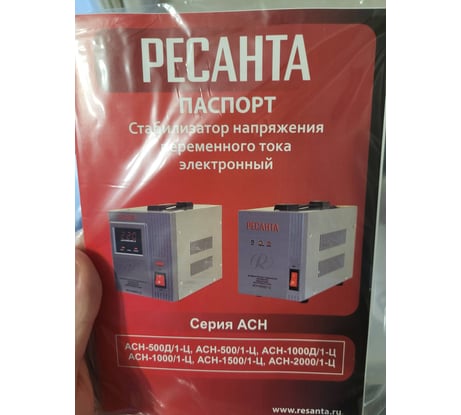 РЕСАНТА
ПАСПОРТ
Стабилизатор напряжения
переменного тока
электронный
РЕСАНТА
Серия АСН
АСН-500Д/1-Ц, АСН-500/1-Ц, АСН-1000Д/1-Ц
АСН-1000/1-Ц, АСН-1500/1-Ц, АСН-2000/1-Ц
www.resanta.ru